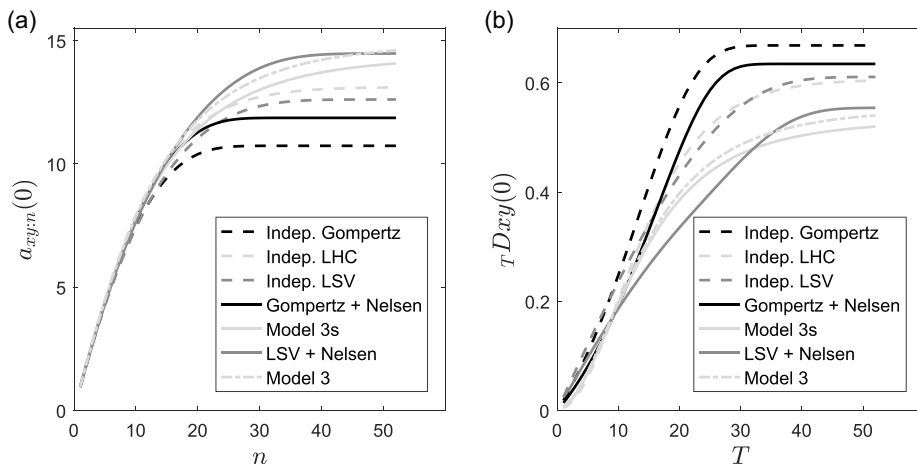 (a)
15
10
5
0
a_{xy:n}(0)
Indep. Gompertz
Indep. LHC
Indep. LSV
Gompertz + Nelsen
Model 3s
LSV + Nelsen
Model 3
0 10 20 30 40 50
n
(b)
0.6
0.4
0.2
0
_TDxy(0)
Indep. Gompertz
Indep. LHC
Indep. LSV
Gompertz + Nelsen
Model 3s
LSV + Nelsen
Model 3
0 10 20 30 40 50
T